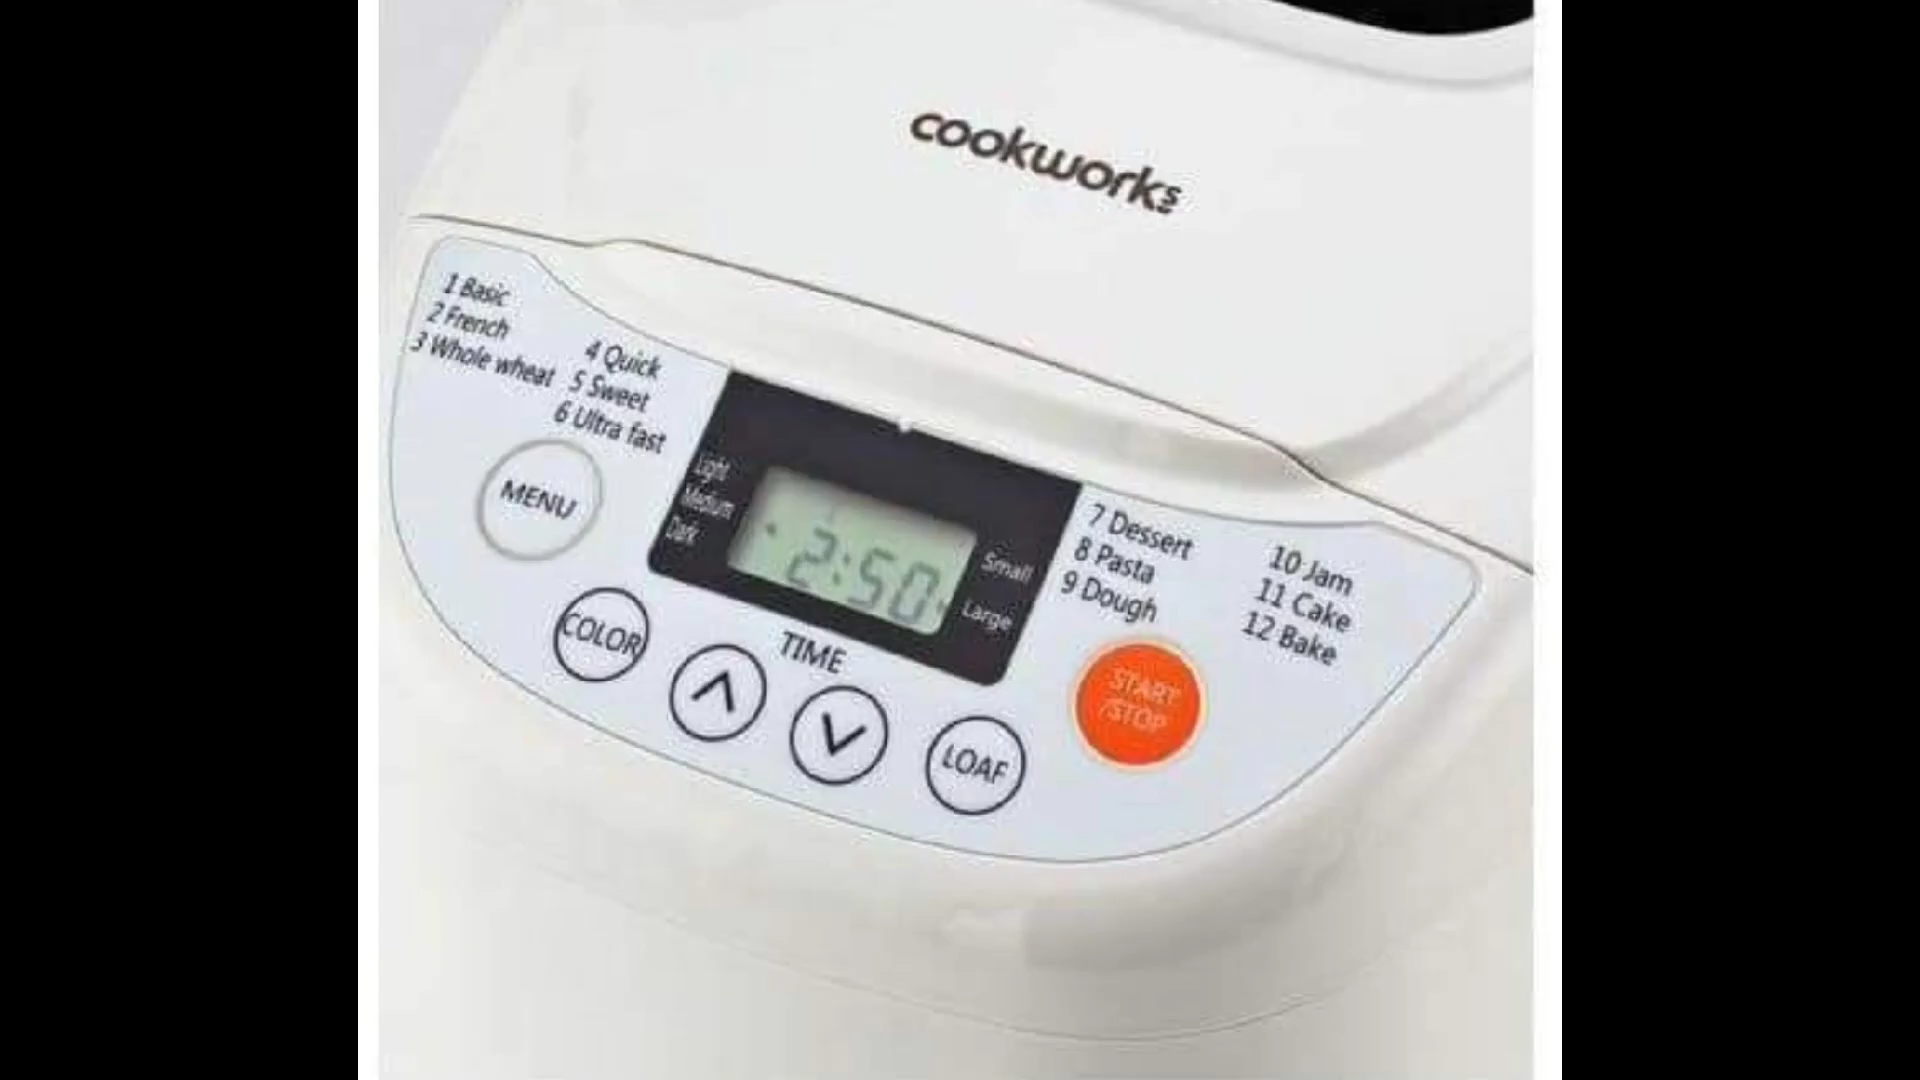 cookworks
1 Basic
2 French
3 Whole wheat
4 Quick
5 Sweet
6 Ultra fast
MENU
Light
Medium
Dark
2:50
Small
Large
7 Dessert
8 Pasta
9 Dough
10 Jam
11 Cake
12 Bake
COLOR
TIME
LOAF
START
/STOP